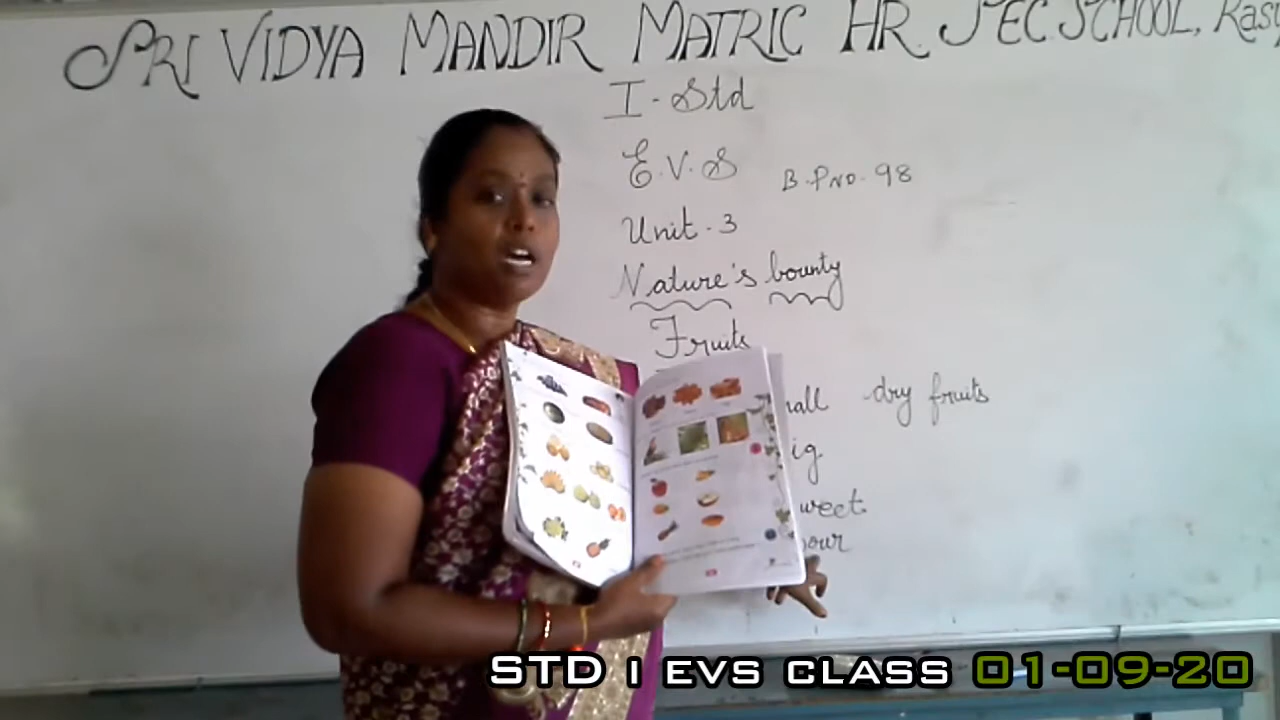 SRI VIDYA MANDIR MATRIC HR. SEC. SCHOOL,
I - Std
E.V.S
B.P No. 98
Unit - 3
Nature's bounty
Fruits
dry fruits
STD I EVS CLASS 01-09-20